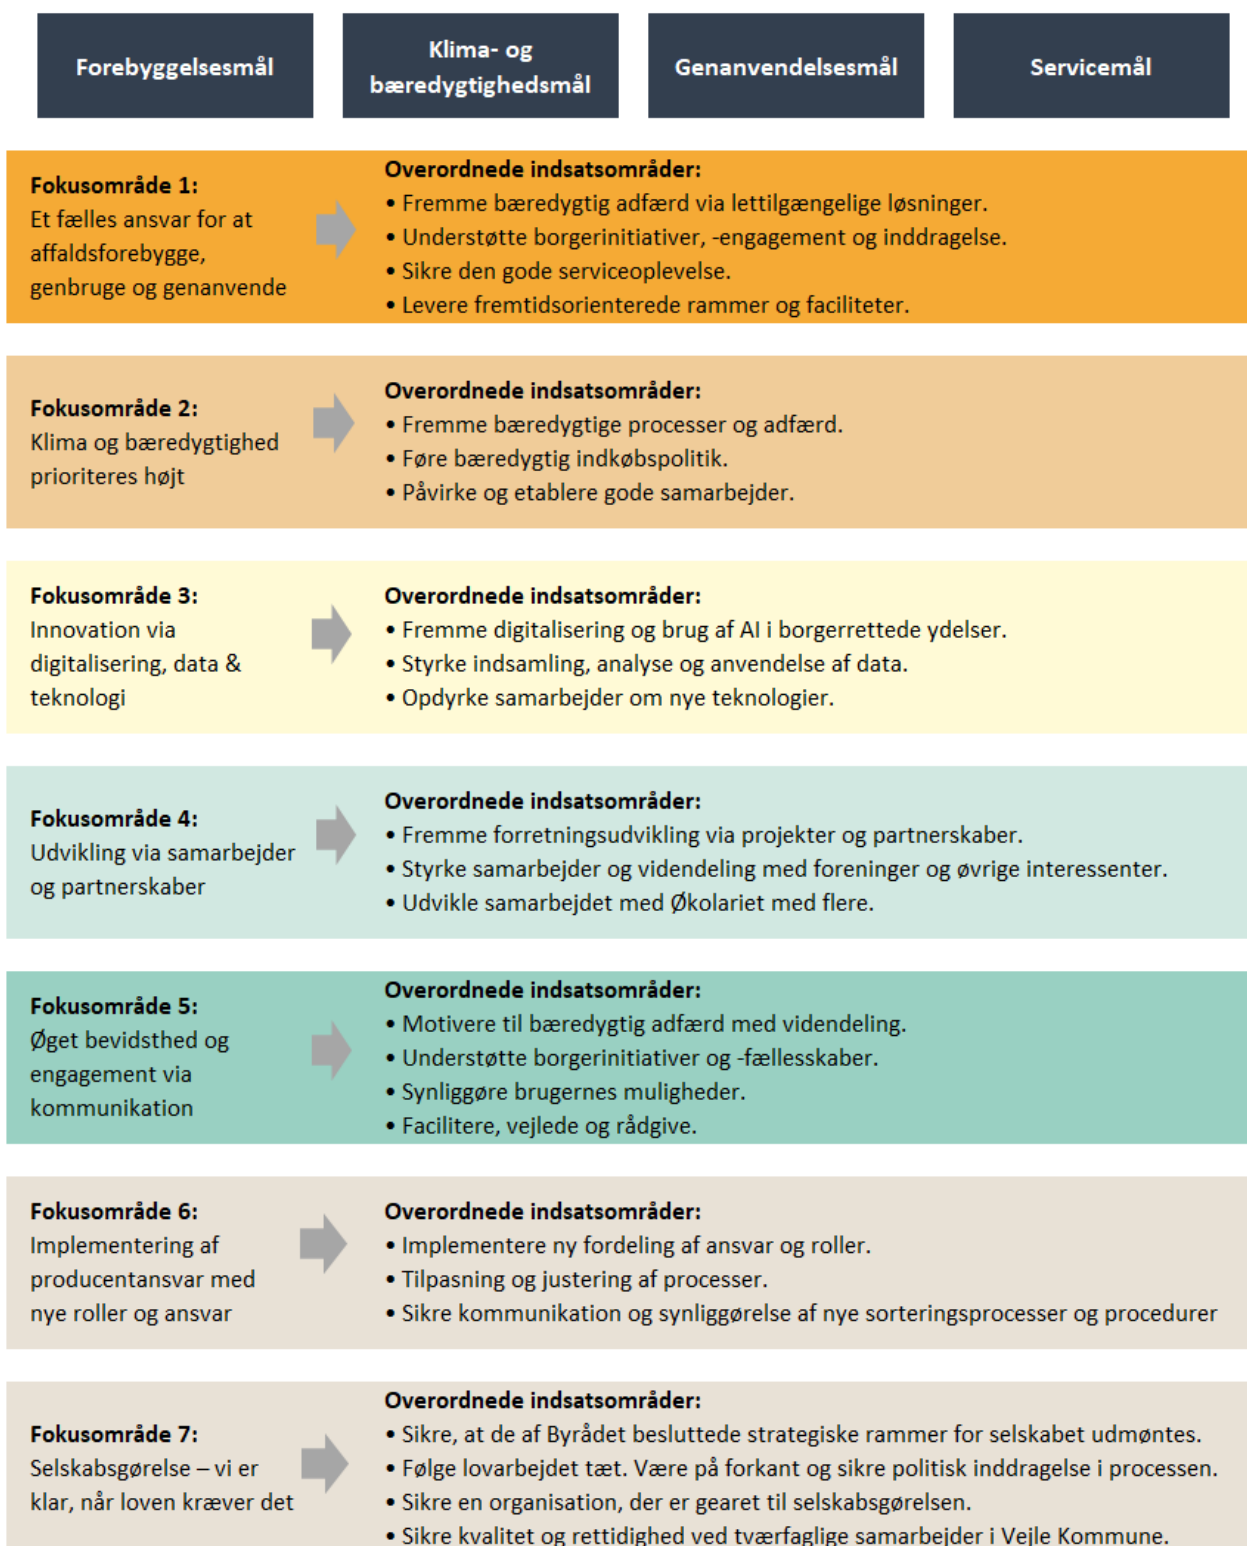 Forebyggelsesmål
Klima- og
bæredygtighedsmål
Genanvendelsesmål
Servicemål
Fokusområde 1:
Et fælles ansvar for at
affaldsforebygge,
genbruge og genanvende
Overordnede indsatsområder:
• Fremme bæredygtig adfærd via lettilgængelige løsninger.
• Understøtte borgerinitiativer, -engagement og inddragelse.
• Sikre den gode serviceoplevelse.
• Levere fremtidsorienterede rammer og faciliteter.
Fokusområde 2:
Klima og bæredygtighed
prioriteres højt
Overordnede indsatsområder:
• Fremme bæredygtige processer og adfærd.
• Føre bæredygtig indkøbspolitik.
• Påvirke og etablere gode samarbejder.
Fokusområde 3:
Innovation via
digitalisering, data &
teknologi
Overordnede indsatsområder:
• Fremme digitalisering og brug af AI i borgerrettede ydelser.
• Styrke indsamling, analyse og anvendelse af data.
• Opdyrke samarbejder om nye teknologier.
Fokusområde 4:
Udvikling via samarbejder
og partnerskaber
Overordnede indsatsområder:
• Fremme forretningsudvikling via projekter og partnerskaber.
• Styrke samarbejder og videndeling med foreninger og øvrige interessenter.
• Udvikle samarbejdet med Økolariet med flere.
Fokusområde 5:
Øget bevidsthed og
engagement via
kommunikation
Overordnede indsatsområder:
• Motivere til bæredygtig adfærd med videndeling.
• Understøtte borgerinitiativer og -fællesskaber.
• Synliggøre brugernes muligheder.
• Facilitere, vejlede og rådgive.
Fokusområde 6:
Implementering af
producentansvar med
nye roller og ansvar
Overordnede indsatsområder:
• Implementere ny fordeling af ansvar og roller.
• Tilpasning og justering af processer.
• Sikre kommunikation og synliggørelse af nye sorteringsprocesser og procedurer
Fokusområde 7:
Selskabsgørelse – vi er
klar, når loven kræver det
Overordnede indsatsområder:
• Sikre, at de af Byrådet besluttede strategiske rammer for selskabet udmøntes.
• Følge lovarbejdet tæt. Være på forkant og sikre politisk inddragelse i processen.
• Sikre en organisation, der er gearet til selskabsgørelsen.
• Sikre kvalitet og rettidighed ved tværfaglige samarbejder i Vejle Kommune.